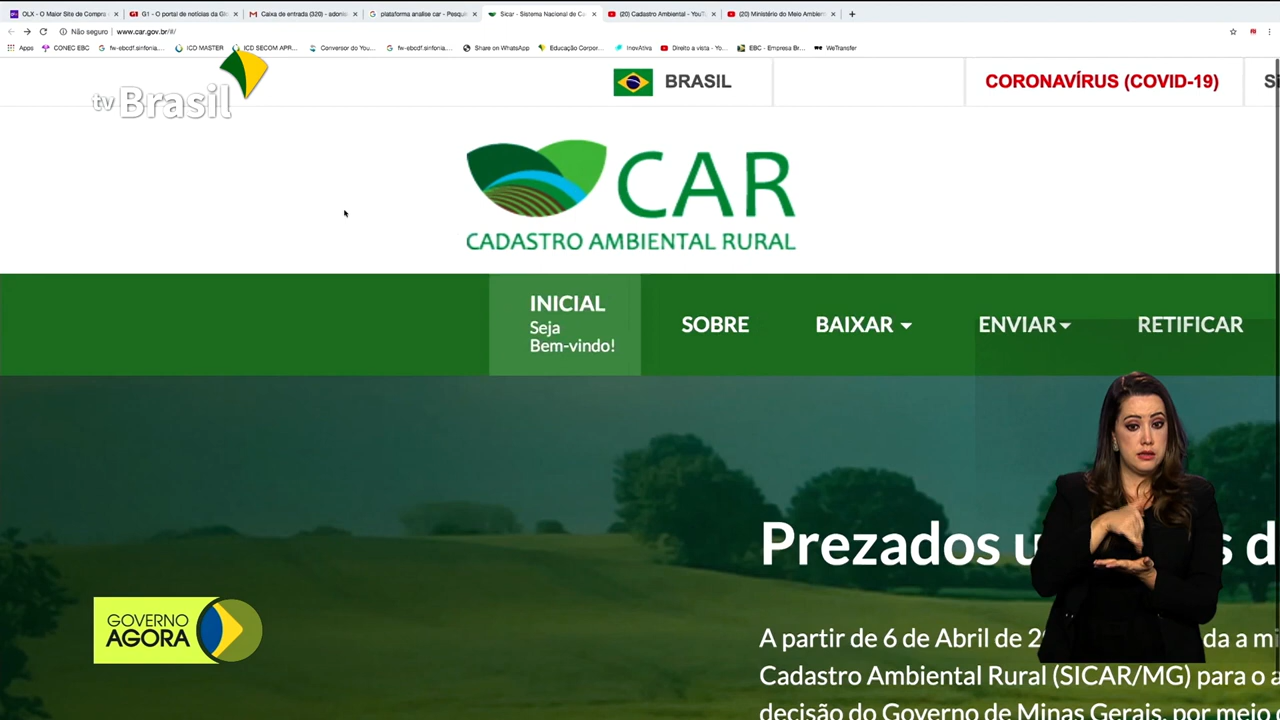 OLX - O Maior Site de Compra
G1 - O portal de notícias da Glo
Caixa de entrada (320) - adonis
plataforma analise car - Pesqui
Sicar - Sistema Nacional de Ca
(20) Cadastro Ambiental - YouT
(20) Ministério do Meio Ambien
Não seguro
www.car.gov.br/#/
Apps
CONEC EBC
fw-ebcdf.sinfonia....
ICD MASTER
ICD SECOM APR...
Conversor do You...
fw-ebcdf.sinfonia....
Share on WhatsApp
Educação Corpor...
InovAtiva
Direito a vista - Yo...
EBC - Empresa Br...
WeTransfer
tv Brasil
BRASIL
CORONAVÍRUS (COVID-19)
CAR
CADASTRO AMBIENTAL RURAL
INICIAL
Seja
Bem-vindo!
SOBRE
BAIXAR
ENVIAR
RETIFICAR
Prezados u s d
A partir de 6 de Abril de 2 da a mi
Cadastro Ambiental Rural (SICAR/MG) para o a
decisão do Governo de Minas Gerais, por meio
GOVERNO
AGORA